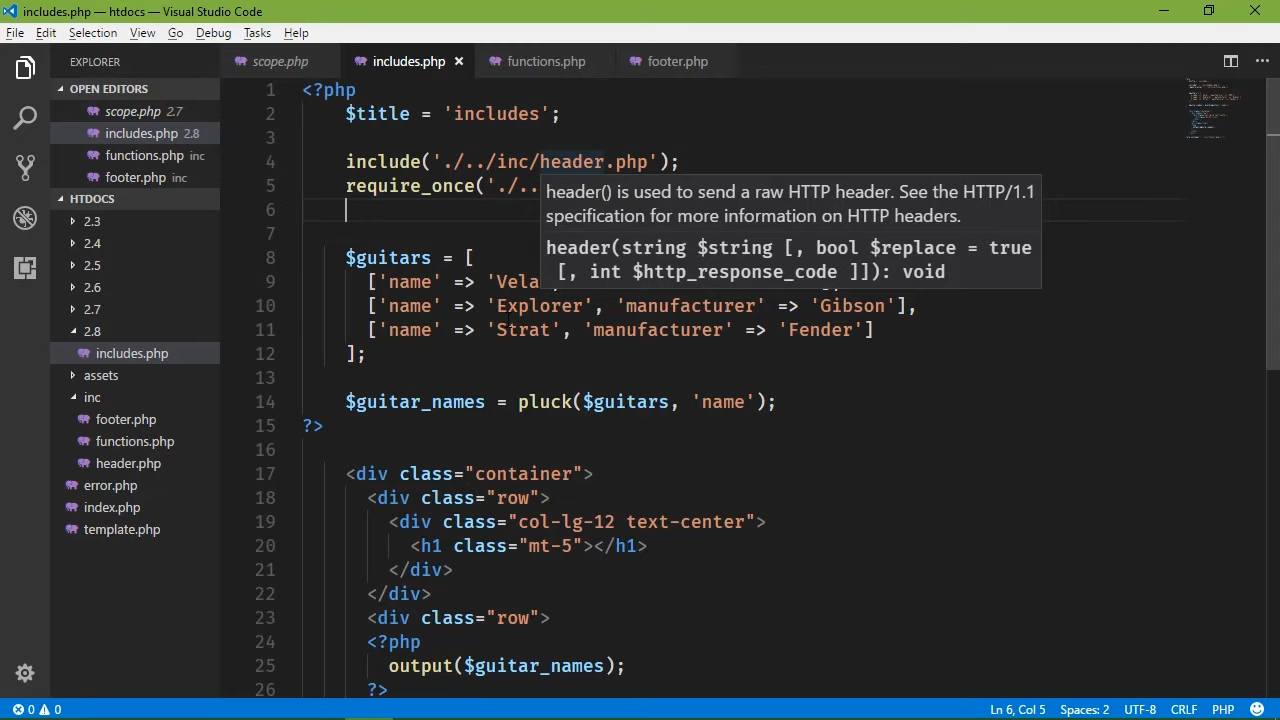 includes.php — htdocs — Visual Studio Code
File Edit Selection View Go Debug Tasks Help
EXPLORER
OPEN EDITORS
scope.php 2.7
includes.php 2.8
functions.php inc
footer.php inc
HTDOCS
2.3
2.4
2.5
2.6
2.7
2.8
includes.php
assets
inc
footer.php
functions.php
header.php
error.php
index.php
template.php
scope.php includes.php × functions.php footer.php
1 <?php
2 $title = 'includes';
3
4 include('./../inc/header.php');
5 require_once('./..
header() is used to send a raw HTTP header. See the HTTP/1.1
specification for more information on HTTP headers.
header(string $string [, bool $replace = true
[, int $http_response_code ]]): void
6
7
8 $guitars = [
9 ['name' => 'Vela
10 ['name' => 'Explorer', 'manufacturer' => 'Gibson'],
11 ['name' => 'Strat', 'manufacturer' => 'Fender']
12 ];
13
14 $guitar_names = pluck($guitars, 'name');
15 ?>
16
17 <div class="container">
18 <div class="row">
19 <div class="col-lg-12 text-center">
20 <h1 class="mt-5"></h1>
21 </div>
22 </div>
23 <div class="row">
24 <?php
25 output($guitar_names);
26 ?>
0 0 Ln 6, Col 5 Spaces: 2 UTF-8 CRLF PHP